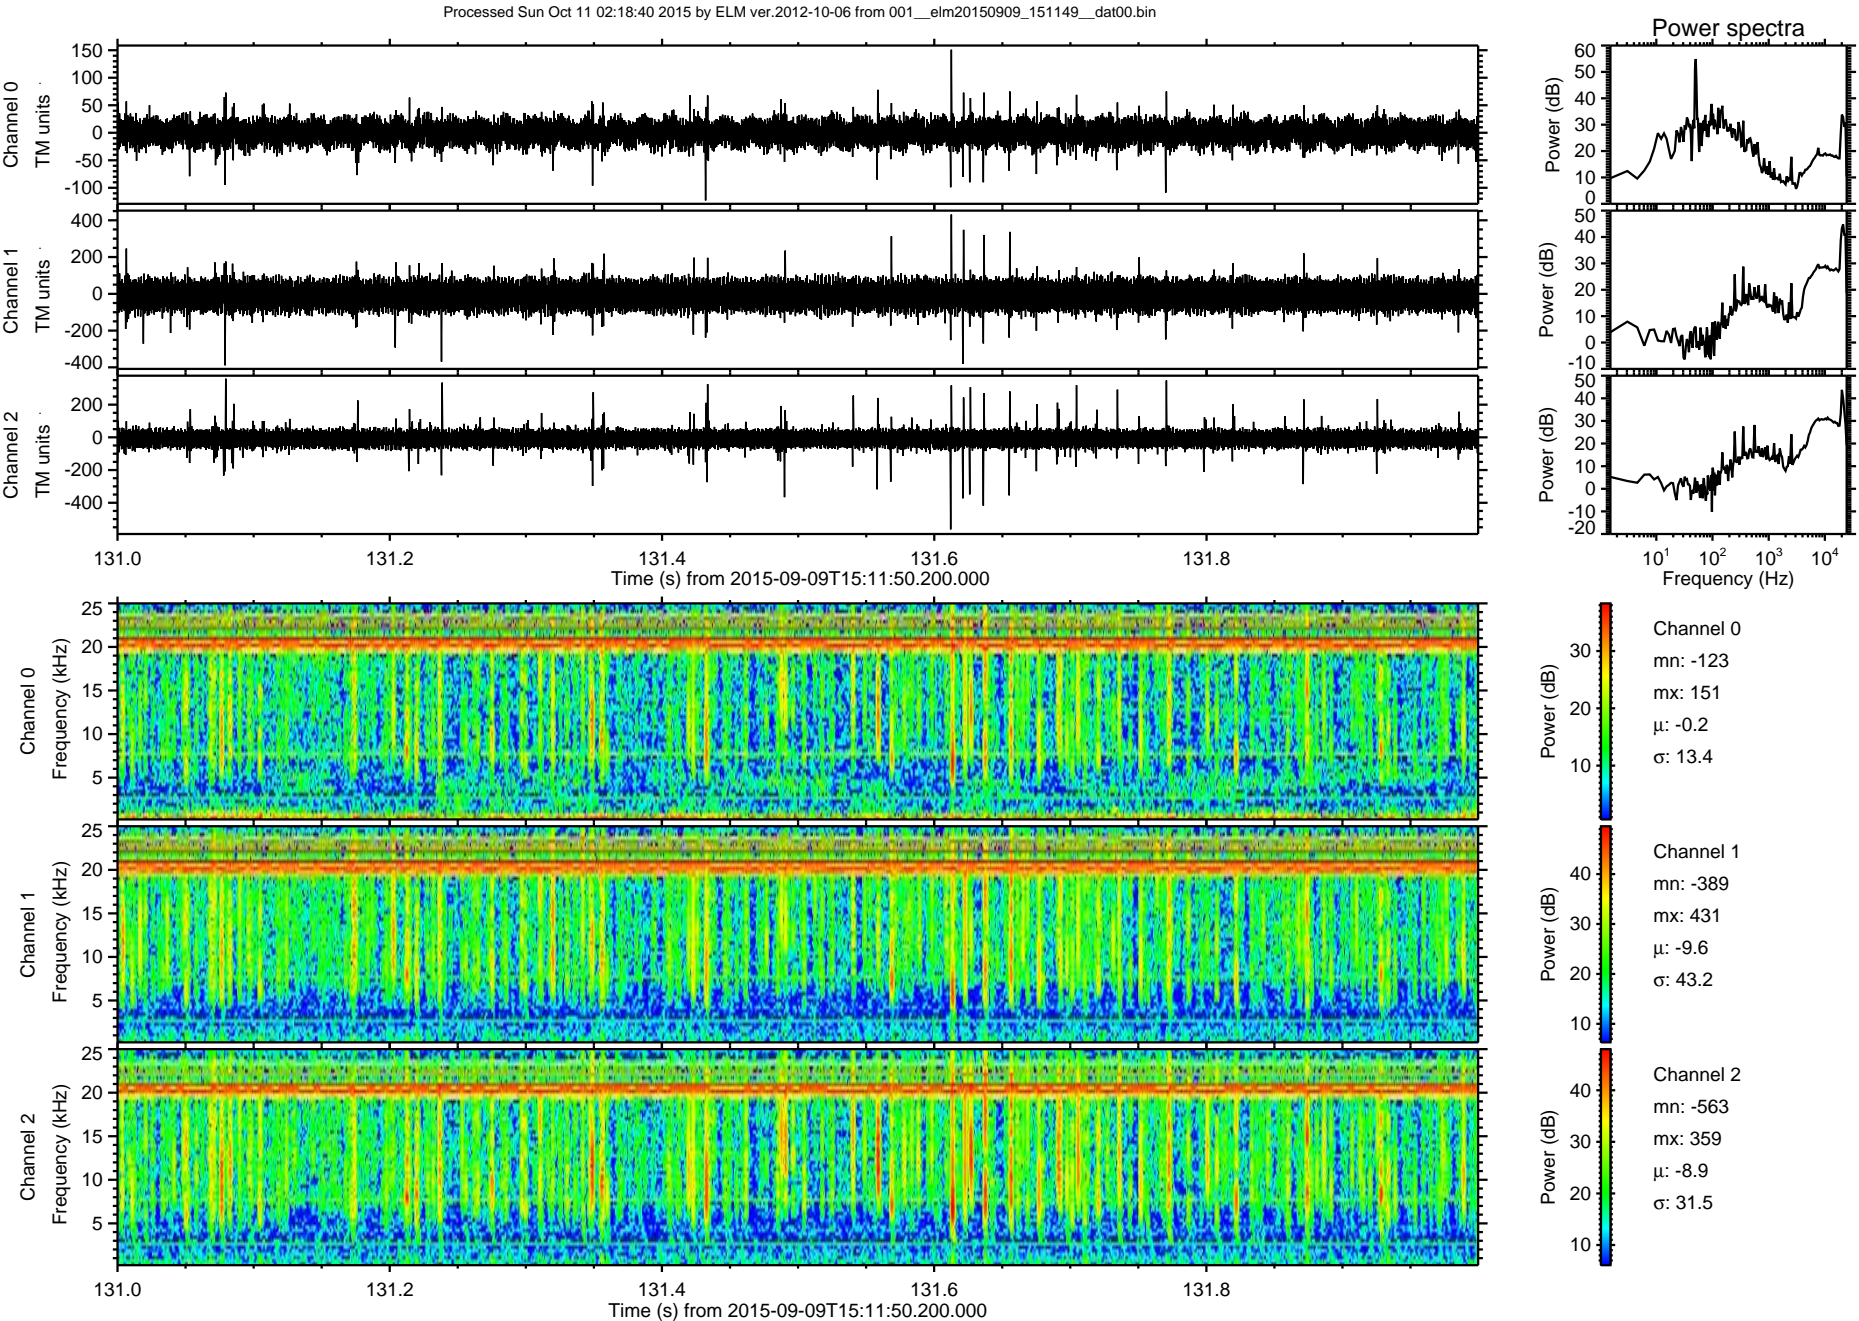 Processed Sun Oct 11 02:18:40 2015 by ELM ver.2012-10-06 from 001__elm20150909_151149__dat00.bin
Power spectra
Channel 0
TM units
150
100
50
0
-50
-100
Power (dB)
60
50
40
30
20
10
0
Channel 1
TM units
400
200
0
-200
-400
Power (dB)
50
40
30
20
10
0
-10
Channel 2
TM units
200
0
-200
-400
Power (dB)
50
40
30
20
10
0
-10
-20
131.0 131.2 131.4 131.6 131.8
Time (s) from 2015-09-09T15:11:50.200.000
10¹ 10² 10³ 10⁴
Frequency (Hz)
Channel 0
Frequency (kHz)
25
20
15
10
5
Power (dB)
30
20
10
Channel 0
mn: -123
mx: 151
μ: -0.2
σ: 13.4
Channel 1
Frequency (kHz)
25
20
15
10
5
Power (dB)
40
30
20
10
Channel 1
mn: -389
mx: 431
μ: -9.6
σ: 43.2
Channel 2
Frequency (kHz)
25
20
15
10
5
Power (dB)
40
30
20
10
Channel 2
mn: -563
mx: 359
μ: -8.9
σ: 31.5
131.0 131.2 131.4 131.6 131.8
Time (s) from 2015-09-09T15:11:50.200.000